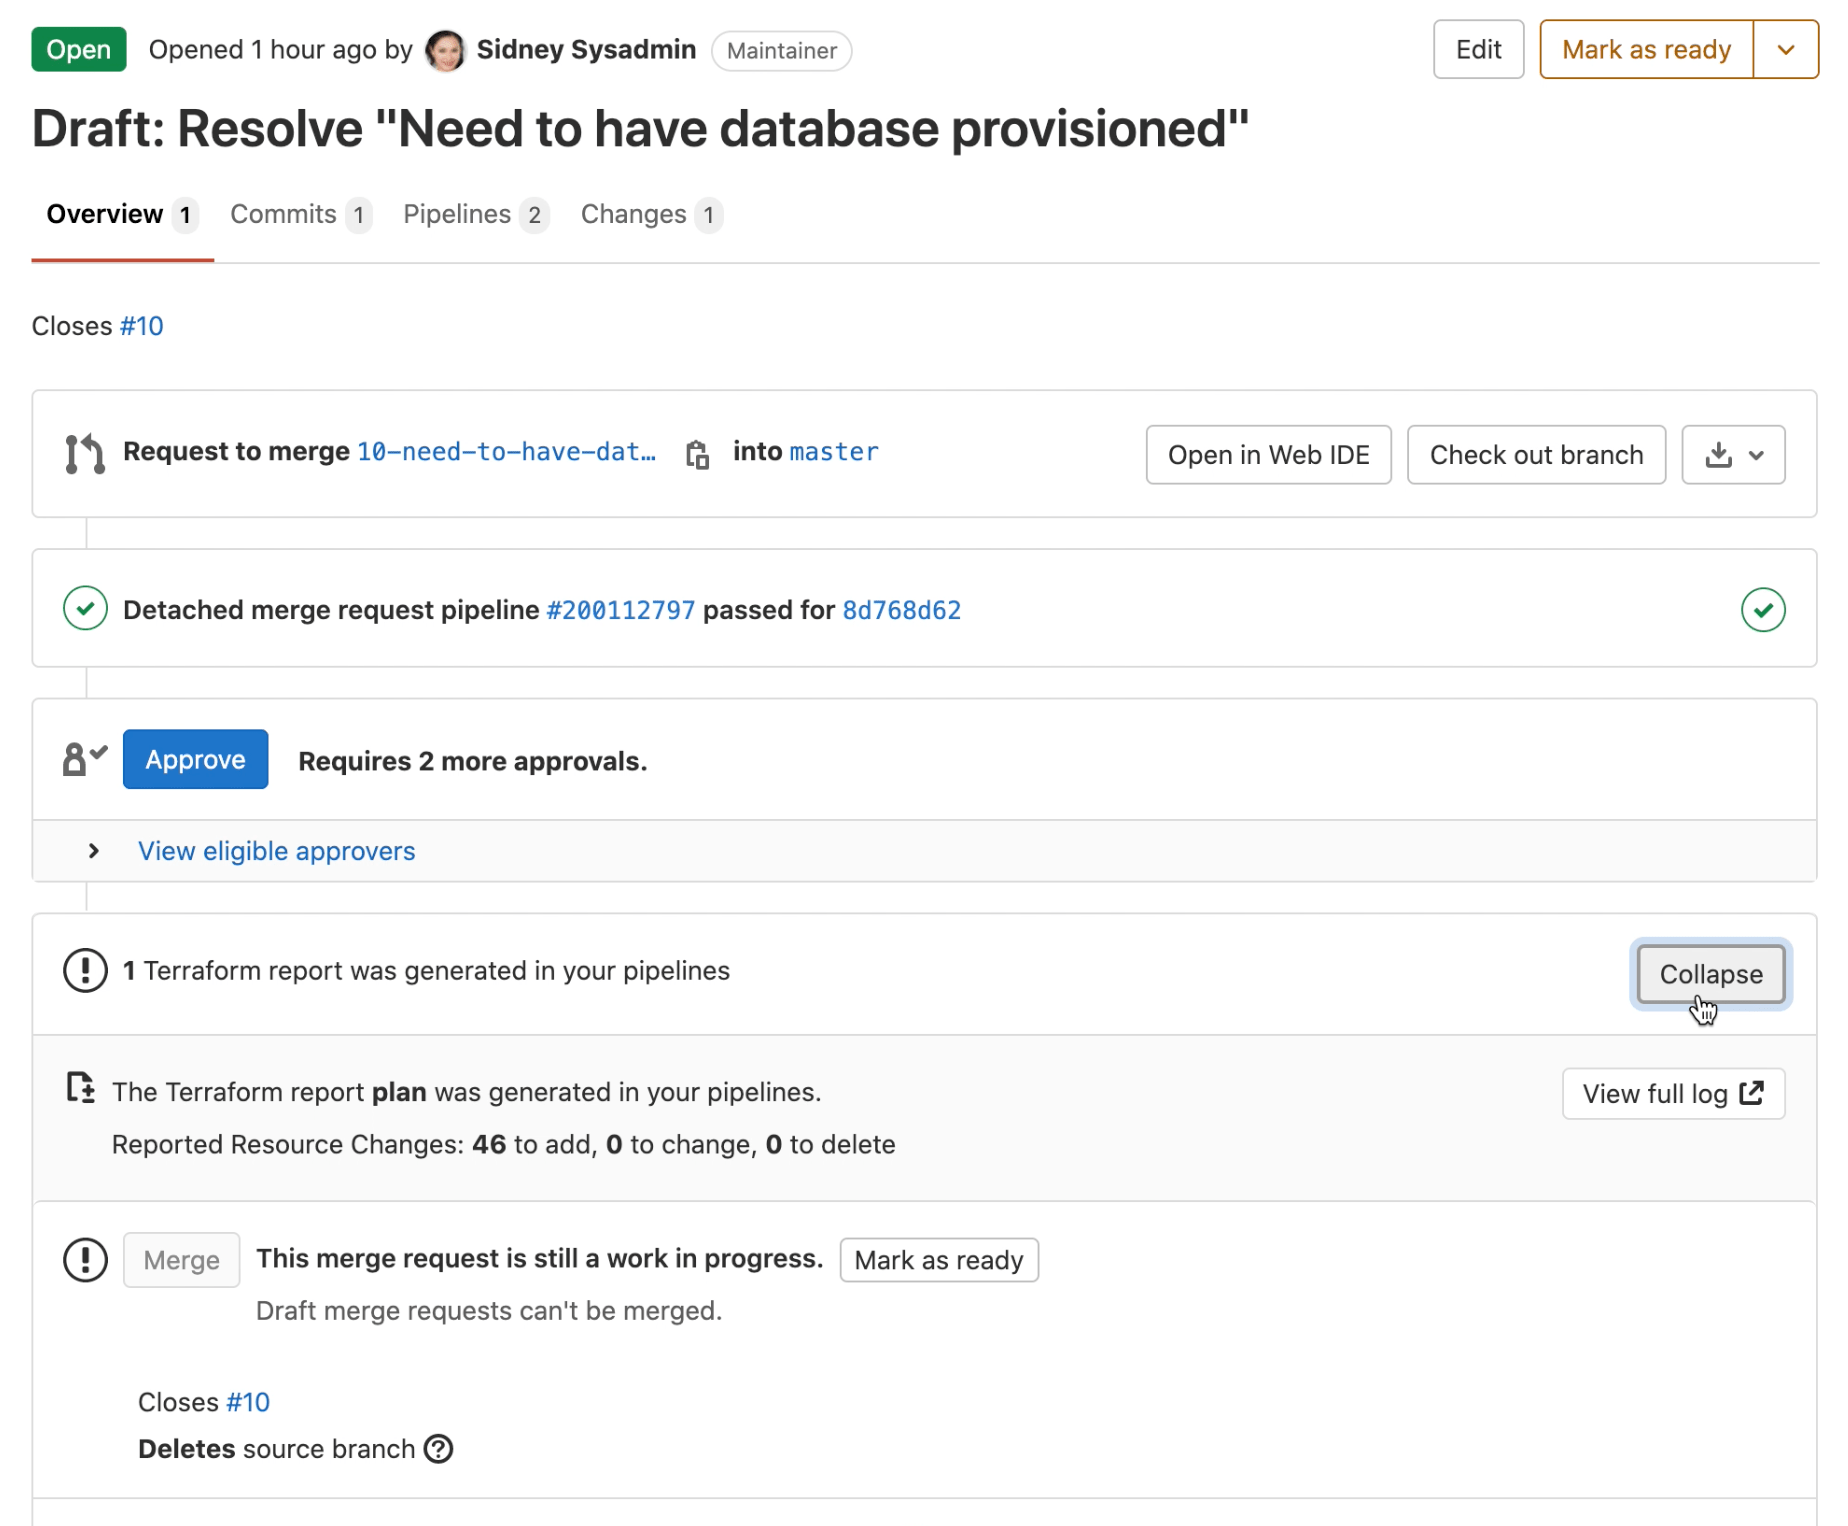 Open Opened 1 hour ago by Sidney Sysadmin Maintainer Edit Mark as ready
Draft: Resolve "Need to have database provisioned"
Overview 1 Commits 1 Pipelines 2 Changes 1
Closes #10
Request to merge 10-need-to-have-dat… into master Open in Web IDE Check out branch
Detached merge request pipeline #200112797 passed for 8d768d62
Approve Requires 2 more approvals.
View eligible approvers
1 Terraform report was generated in your pipelines Collapse
The Terraform report plan was generated in your pipelines. View full log
Reported Resource Changes: 46 to add, 0 to change, 0 to delete
Merge This merge request is still a work in progress. Mark as ready
Draft merge requests can't be merged.
Closes #10
Deletes source branch